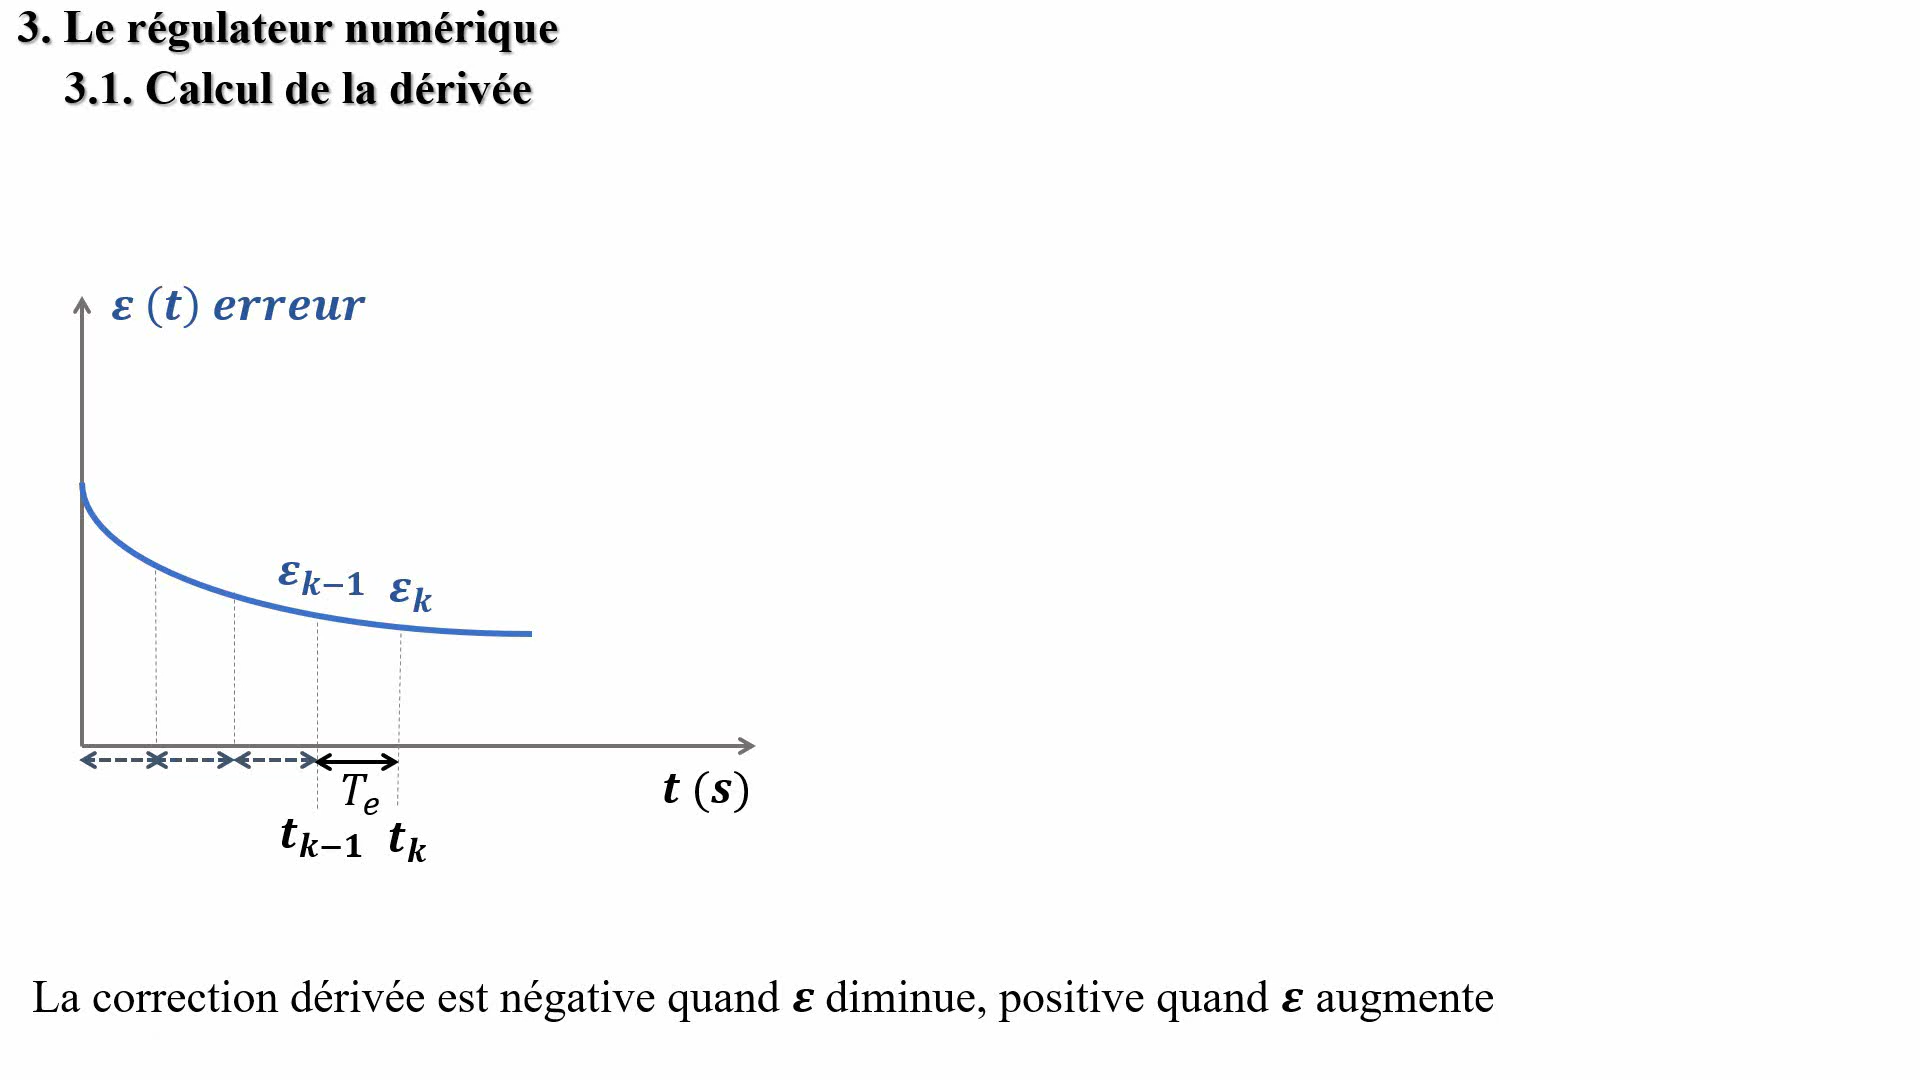 3. Le régulateur numérique
3.1. Calcul de la dérivée
ε (t) erreur
εk−1 εk
Te
t (s)
tk−1 tk
La correction dérivée est négative quand ε diminue, positive quand ε augmente